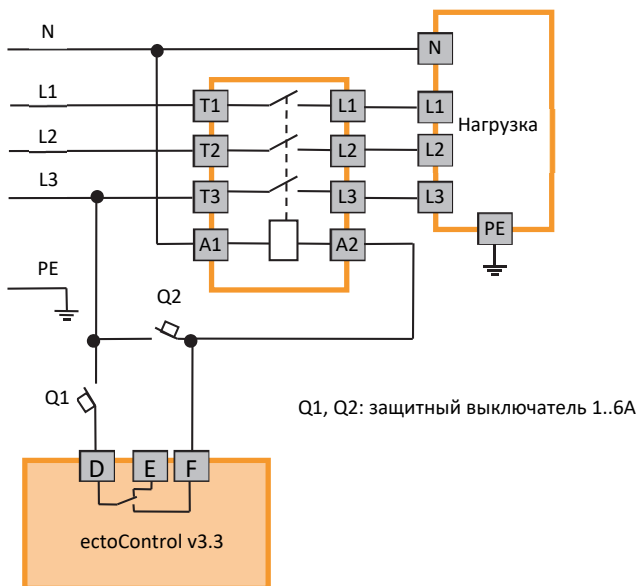 N
N
L1
T1
L1
L1
Нагрузка
L2
T2
L2
L2
L3
T3
L3
L3
A1
A2
PE
PE
Q2
Q1
Q1, Q2: защитный выключатель 1..6А
D
E
F
ectoControl v3.3